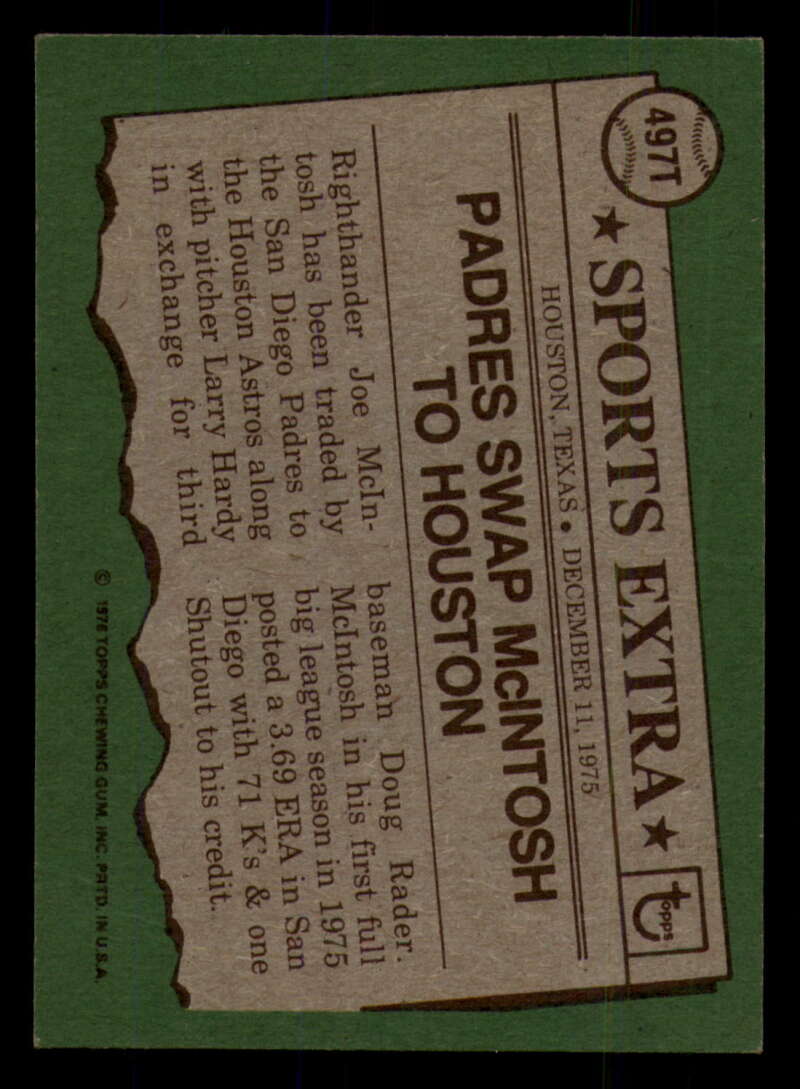 497T
★ SPORTS EXTRA ★
topps
HOUSTON, TEXAS • DECEMBER 11, 1975
PADRES SWAP McINTOSH
TO HOUSTON
Righthander Joe McIn-
tosh has been traded by
the San Diego Padres to
the Houston Astros along
with pitcher Larry Hardy
in exchange for third
baseman Doug Rader.
McIntosh in his first full
big league season in 1975
posted a 3.69 ERA in San
Diego with 71 K's & one
Shutout to his credit.
© 1976 TOPPS CHEWING GUM, INC. PRTD. IN U.S.A.